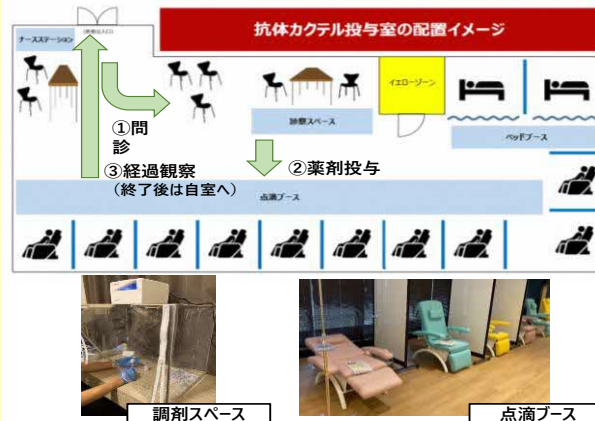 抗体カクテル投与室の配置イメージ
ナースステーション
イエローゾーン
①問
診
診察スペース
ベッドブース
②薬剤投与
③経過観察
(終了後は自室へ)
点滴ブース
調剤スペース
点滴ブース